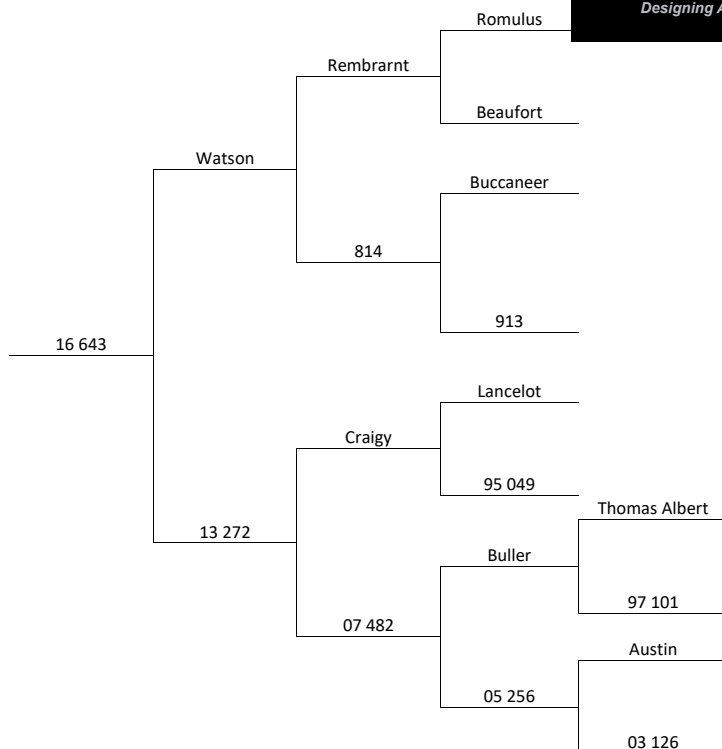 Designing A
Romulus
Rembrarnt
Beaufort
Watson
Buccaneer
814
913
16 643
Lancelot
Craigy
95 049
Thomas Albert
13 272
Buller
97 101
07 482
Austin
05 256
03 126